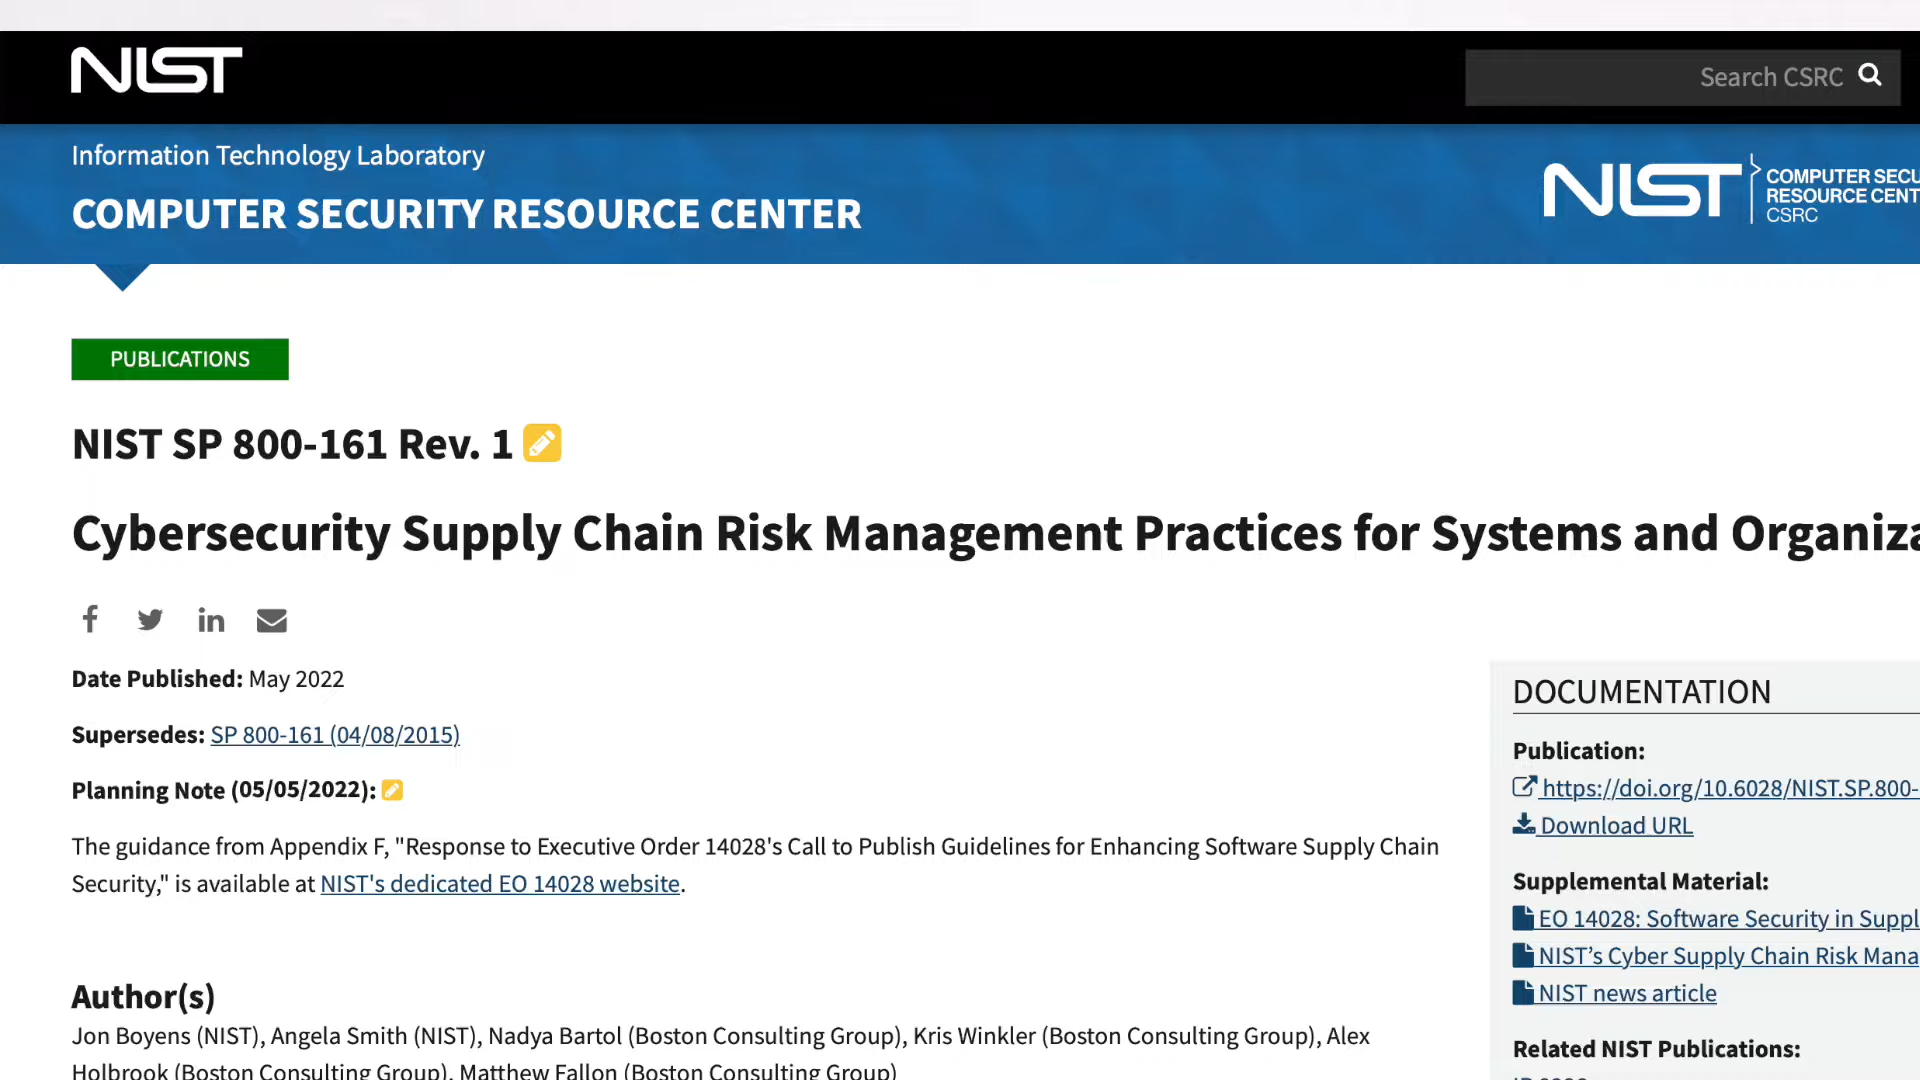 NIST
Search CSRC
Information Technology Laboratory
COMPUTER SECURITY RESOURCE CENTER
NIST
COMPUTER SECU
RESOURCE CENT
CSRC
PUBLICATIONS
NIST SP 800-161 Rev. 1
Cybersecurity Supply Chain Risk Management Practices for Systems and Organiza
Date Published: May 2022
Supersedes: SP 800-161 (04/08/2015)
Planning Note (05/05/2022):
The guidance from Appendix F, "Response to Executive Order 14028's Call to Publish Guidelines for Enhancing Software Supply Chain
Security," is available at NIST's dedicated EO 14028 website.
Author(s)
Jon Boyens (NIST), Angela Smith (NIST), Nadya Bartol (Boston Consulting Group), Kris Winkler (Boston Consulting Group), Alex
Holbrook (Boston Consulting Group), Matthew Fallon (Boston Consulting Group)
DOCUMENTATION
Publication:
https://doi.org/10.6028/NIST.SP.800-
Download URL
Supplemental Material:
EO 14028: Software Security in Suppl
NIST’s Cyber Supply Chain Risk Mana
NIST news article
Related NIST Publications: